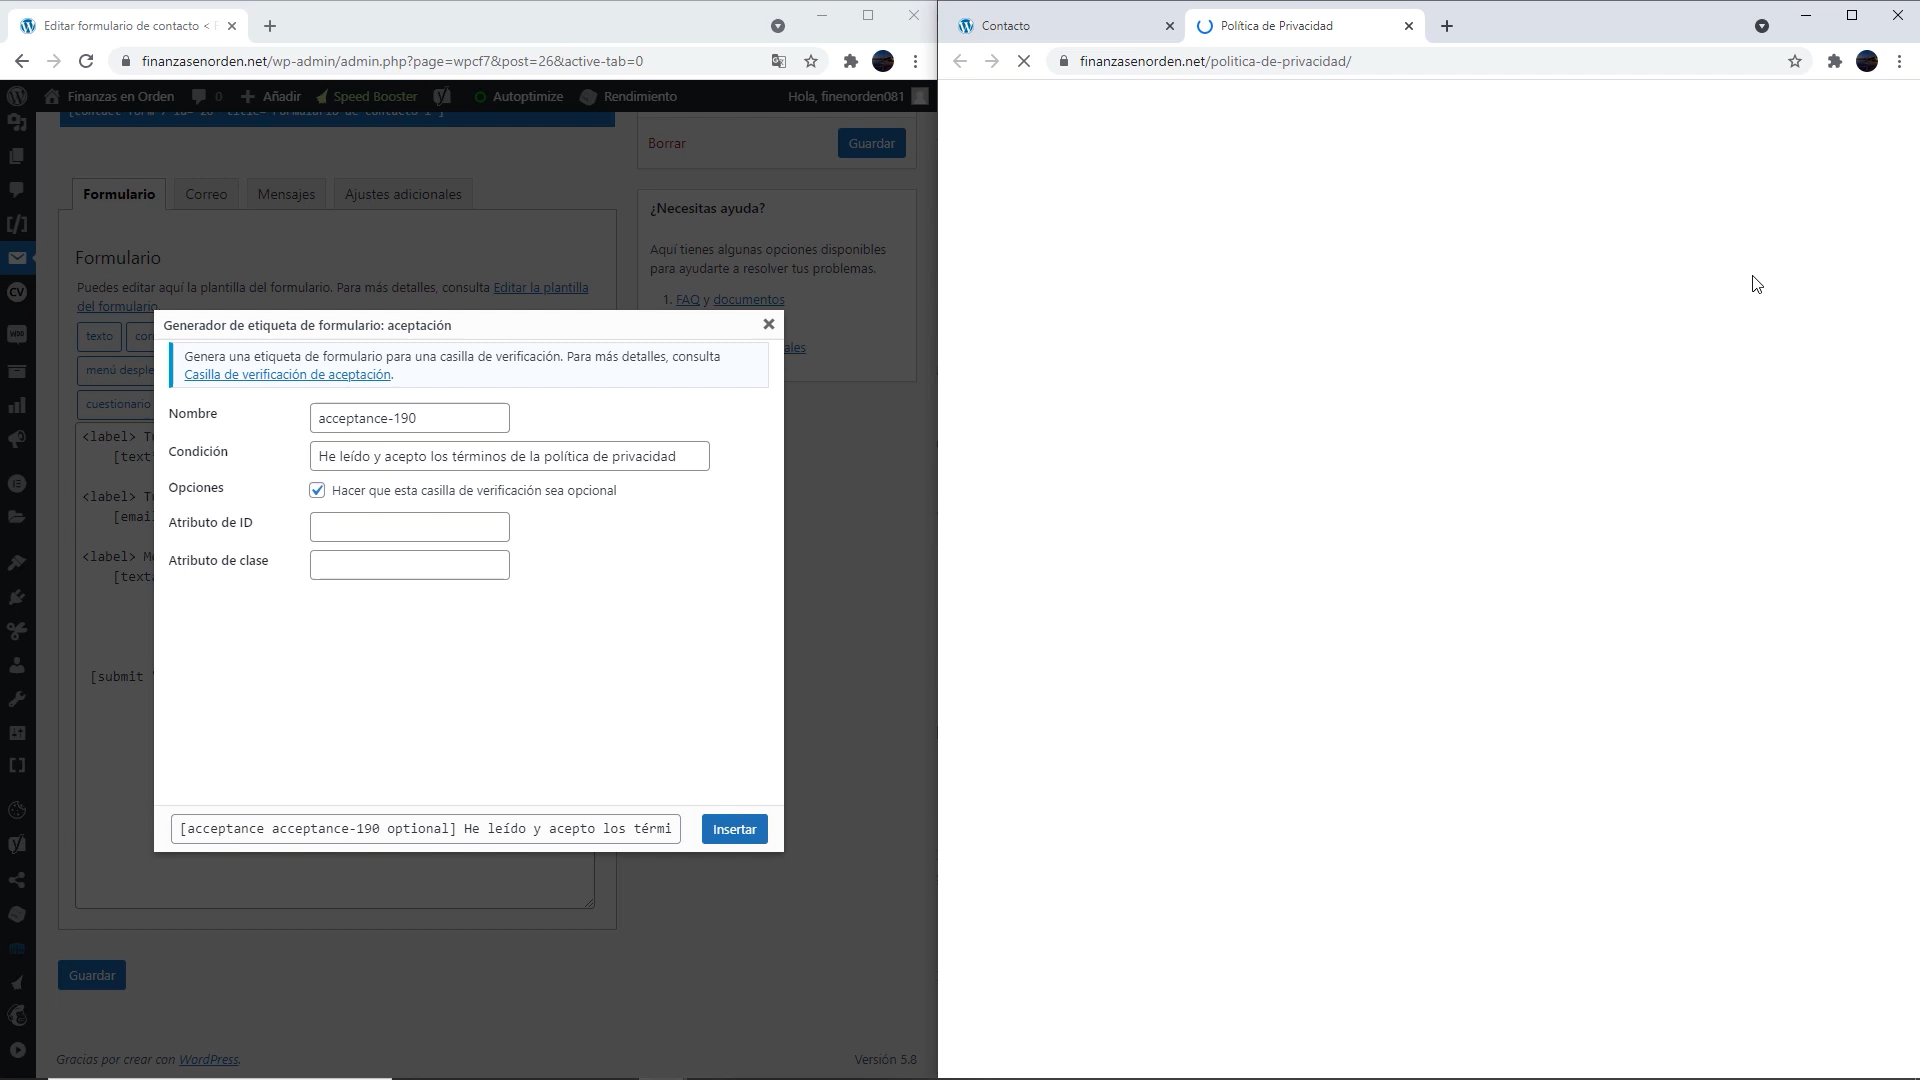 Editar formulario de contacto <
finanzasenorden.net/wp-admin/admin.php?page=wpcf7&post=26&active-tab=0
Finanzas en Orden
0
Añadir
Speed Booster
Autoptimize
Rendimiento
Hola, finenorden081
Borrar
Guardar
Formulario
Correo
Mensajes
Ajustes adicionales
¿Necesitas ayuda?
Aquí tienes algunas opciones disponibles
para ayudarte a resolver tus problemas.
1. FAQ y documentos
Formulario
Puedes editar aquí la plantilla del formulario. Para más detalles, consulta Editar la plantilla
del formulario.
texto
menú desple
cuestionario
<label>
[text
<label>
[emai
<label>
[texta
[submit
Generador de etiqueta de formulario: aceptación
Genera una etiqueta de formulario para una casilla de verificación. Para más detalles, consulta
Casilla de verificación de aceptación.
Nombre
acceptance-190
Condición
He leído y acepto los términos de la política de privacidad
Opciones
Hacer que esta casilla de verificación sea opcional
Atributo de ID
Atributo de clase
[acceptance acceptance-190 optional] He leído y acepto los térmi
Insertar
Guardar
Gracias por crear con WordPress.
Versión 5.8
Contacto
Política de Privacidad
finanzasenorden.net/politica-de-privacidad/